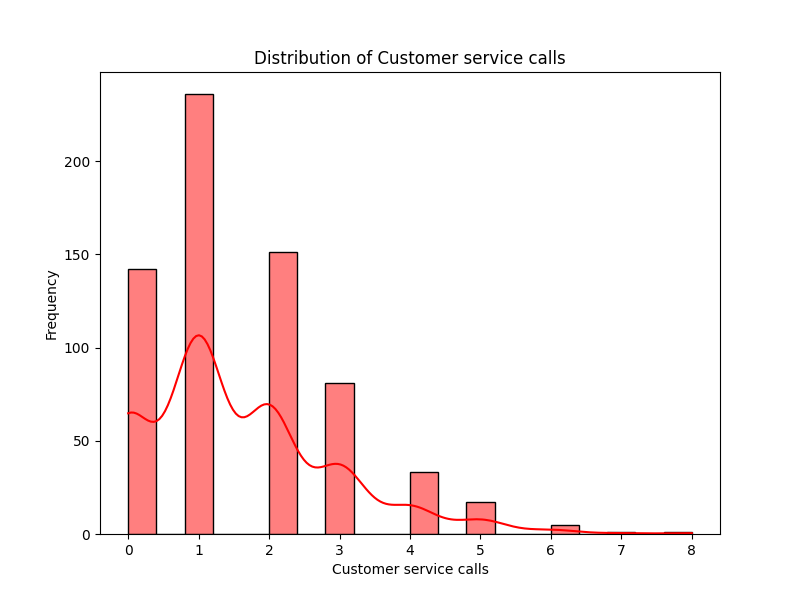 Distribution of Customer service calls
Frequency
200
150
100
50
0
0 1 2 3 4 5 6 7 8
Customer service calls